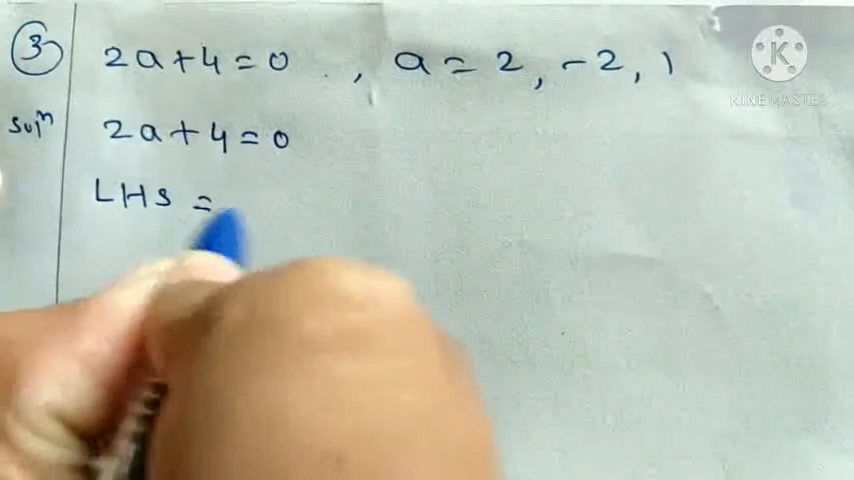 3 2a+4=0 , a = 2, -2, 1
Soln 2a+4=0
LHS =
K
KINEMASTER